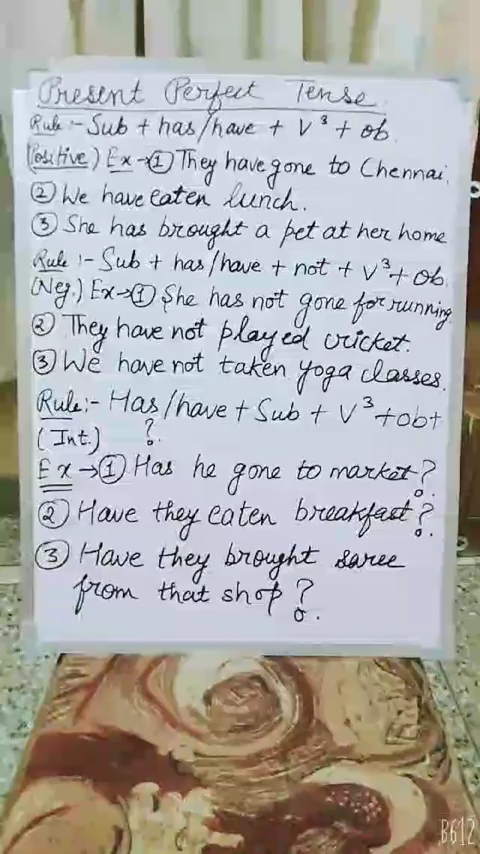 Present Perfect Tense
Rule:- Sub + has/have + V³ + ob.
(Positive) Ex → ① They have gone to Chennai.
② We have eaten lunch.
③ She has brought a pet at her home
Rule :- Sub + has/have + not + V³ + ob.
(Neg.) Ex → ① She has not gone for running.
② They have not played cricket.
③ We have not taken yoga classes.
Rule:- Has/have + Sub + V³ + ob +
(Int.) ?
Ex → ① Has he gone to market?
② Have they eaten breakfast?
③ Have they brought saree
from that shop?
B612